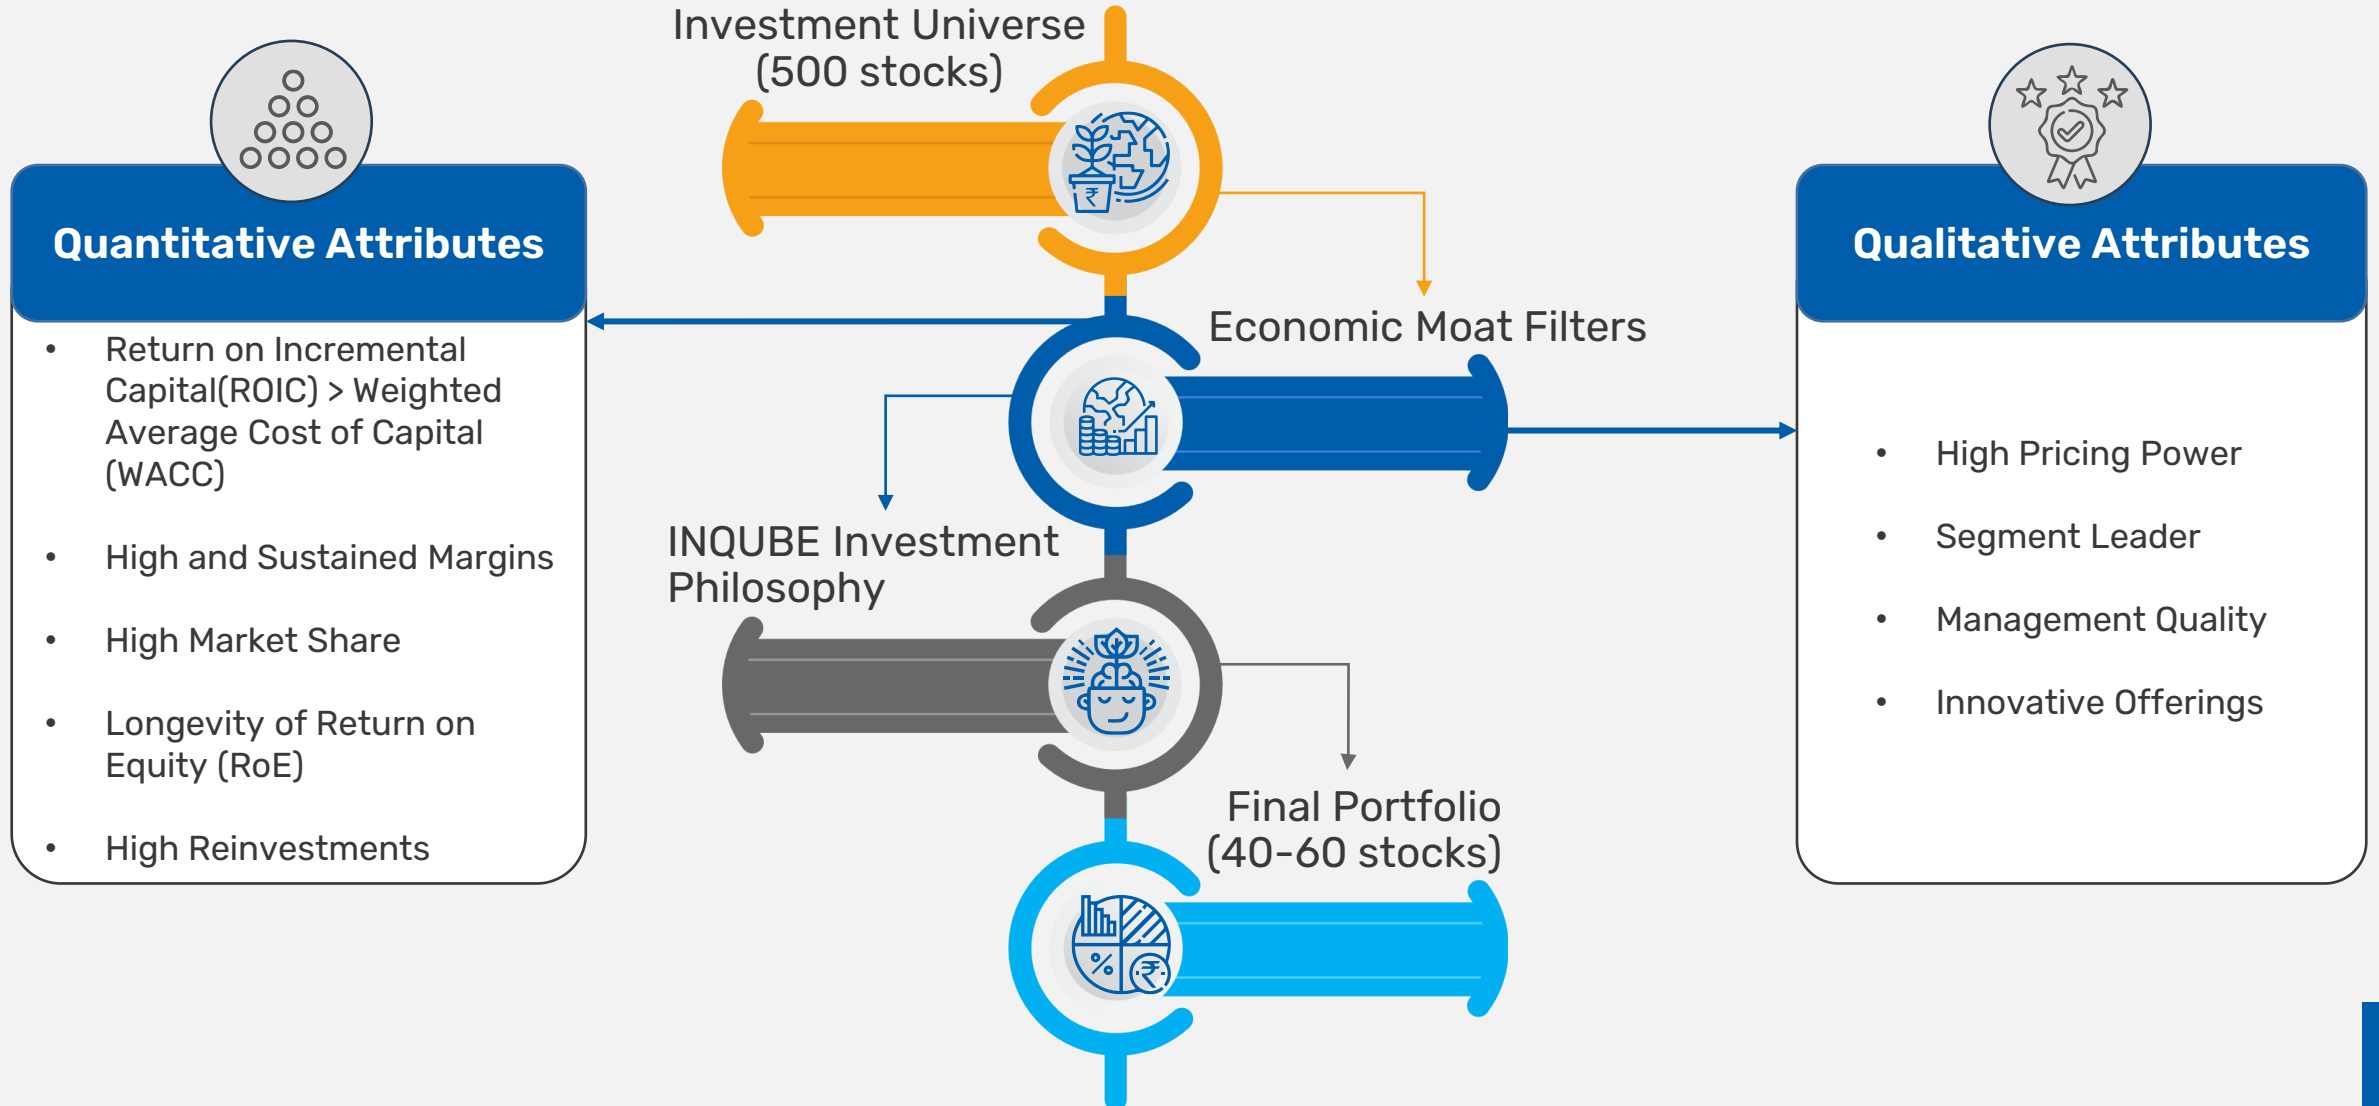 Investment Universe
(500 stocks)
Quantitative Attributes
• Return on Incremental
Capital(ROIC) > Weighted
Average Cost of Capital
(WACC)
• High and Sustained Margins
• High Market Share
• Longevity of Return on
Equity (RoE)
• High Reinvestments
₹
Economic Moat Filters
INQUBE Investment
Philosophy
Final Portfolio
(40-60 stocks)
%
₹
Qualitative Attributes
• High Pricing Power
• Segment Leader
• Management Quality
• Innovative Offerings